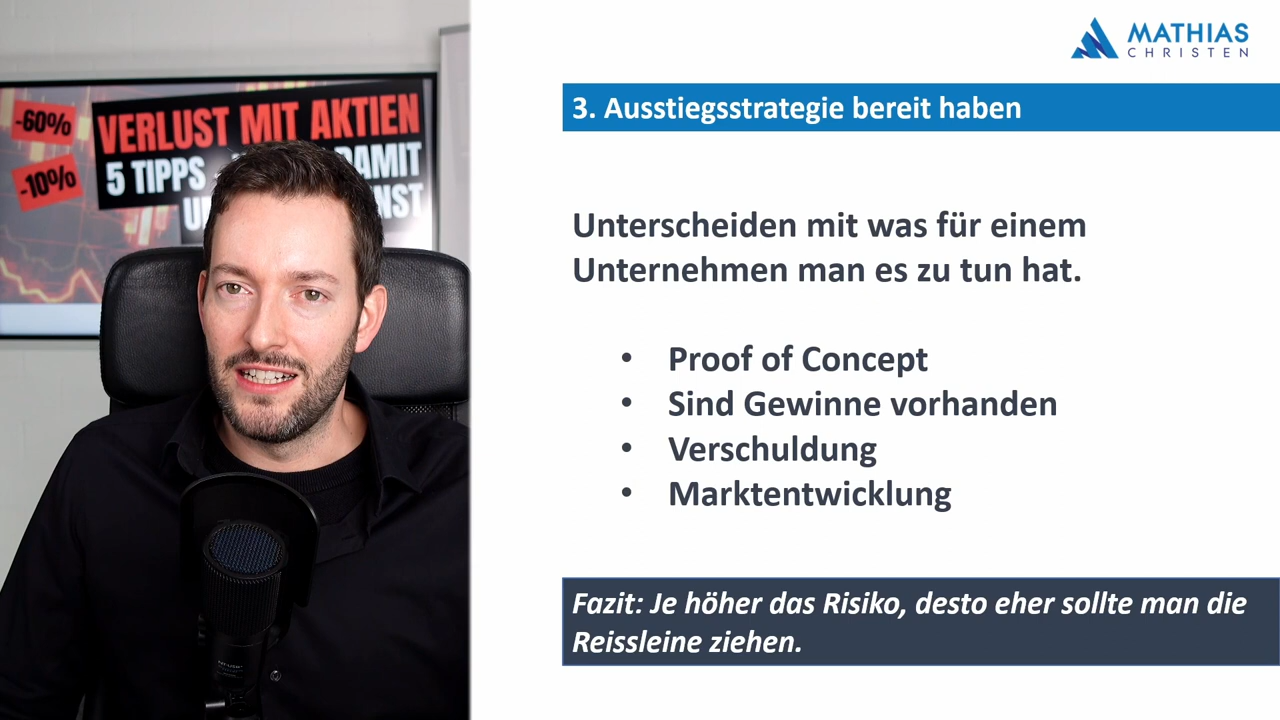 MATHIAS
CHRISTEN
3. Ausstiegsstrategie bereit haben
-60%
VERLUST MIT AKTIEN
5 TIPPS
-10%
Unterscheiden mit was für einem
Unternehmen man es zu tun hat.
• Proof of Concept
• Sind Gewinne vorhanden
• Verschuldung
• Marktentwicklung
Fazit: Je höher das Risiko, desto eher sollte man die
Reissleine ziehen.